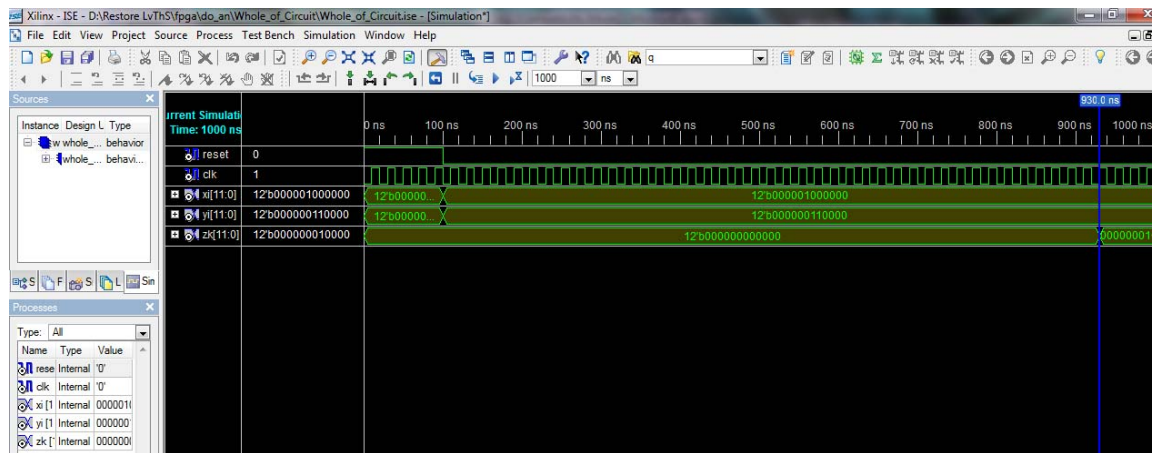 Xilinx - ISE - D:\Restore LvThS\fpga\do_an\Whole_of_Circuit\Whole_of_Circuit.ise - [Simulation*]
File Edit View Project Source Process Test Bench Simulation Window Help
q
1000 ns
Sources
Instance Design L Type
w whole_... behavior
whole_... behavi...
S F S L Sin
Processes
Type: All
Name Type Value
rese Internal '0'
clk Internal '0'
xi [1 Internal 000001(
yi [1 Internal 000000
zk [ Internal 000000(
930.0 ns
urrent Simulati
Time: 1000 ns
0 ns 100 ns 200 ns 300 ns 400 ns 500 ns 600 ns 700 ns 800 ns 900 ns 1000 ns
reset 0
clk 1
xi[11:0] 12'b000001000000 12'b00000... 12'b000001000000
yi[11:0] 12'b000000110000 12'b00000... 12'b000000110000
zk[11:0] 12'b000000010000 12'b000000000000 00000001